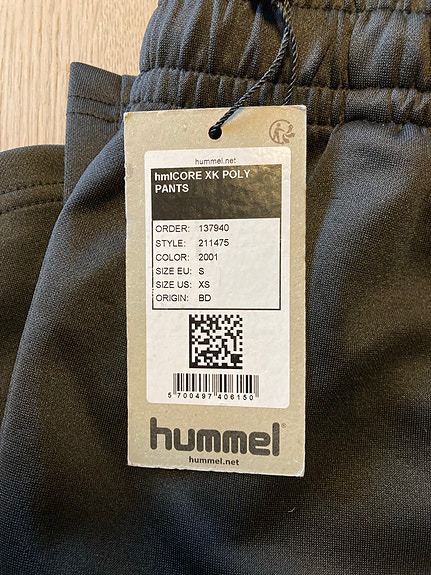 hummel.net
hmlCORE XK POLY
PANTS
ORDER: 137940
STYLE: 211475
COLOR: 2001
SIZE EU: S
SIZE US: XS
ORIGIN: BD
5 700497 406150
hummel®
hummel.net